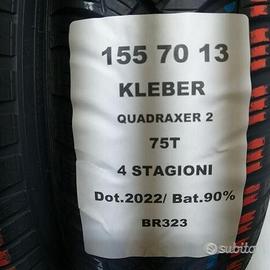 155 70 13
KLEBER
QUADRAXER 2
75T
4 STAGIONI
Dot.2022/ Bat.90%
BR323
subito